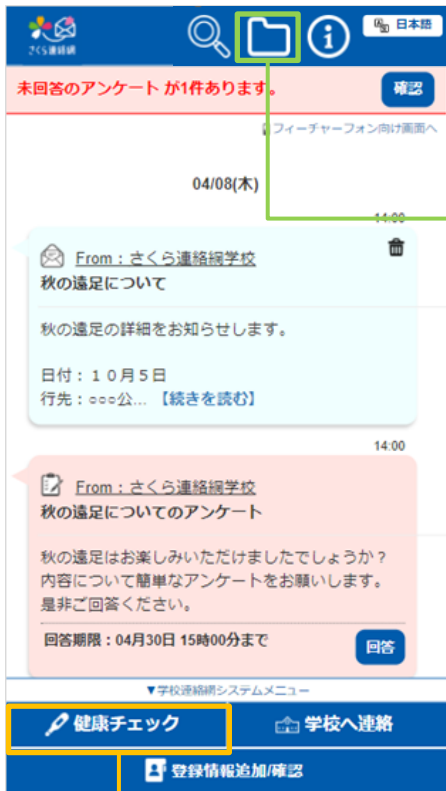 さくら連絡網
日本語
未回答のアンケート が1件あります。
確認
フィーチャーフォン向け画面へ
04/08(木)
14:00
From：さくら連絡網学校
秋の遠足について
秋の遠足の詳細をお知らせします。
日付：１０月５日
行先：○○○公... 【続きを読む】
14:00
From：さくら連絡網学校
秋の遠足についてのアンケート
秋の遠足はお楽しみいただけましたでしょうか？
内容について簡単なアンケートをお願いします。
是非ご回答ください。
回答期限：04月30日 15時00分まで
回答
▼学校連絡網システムメニュー
健康チェック
学校へ連絡
登録情報追加/確認